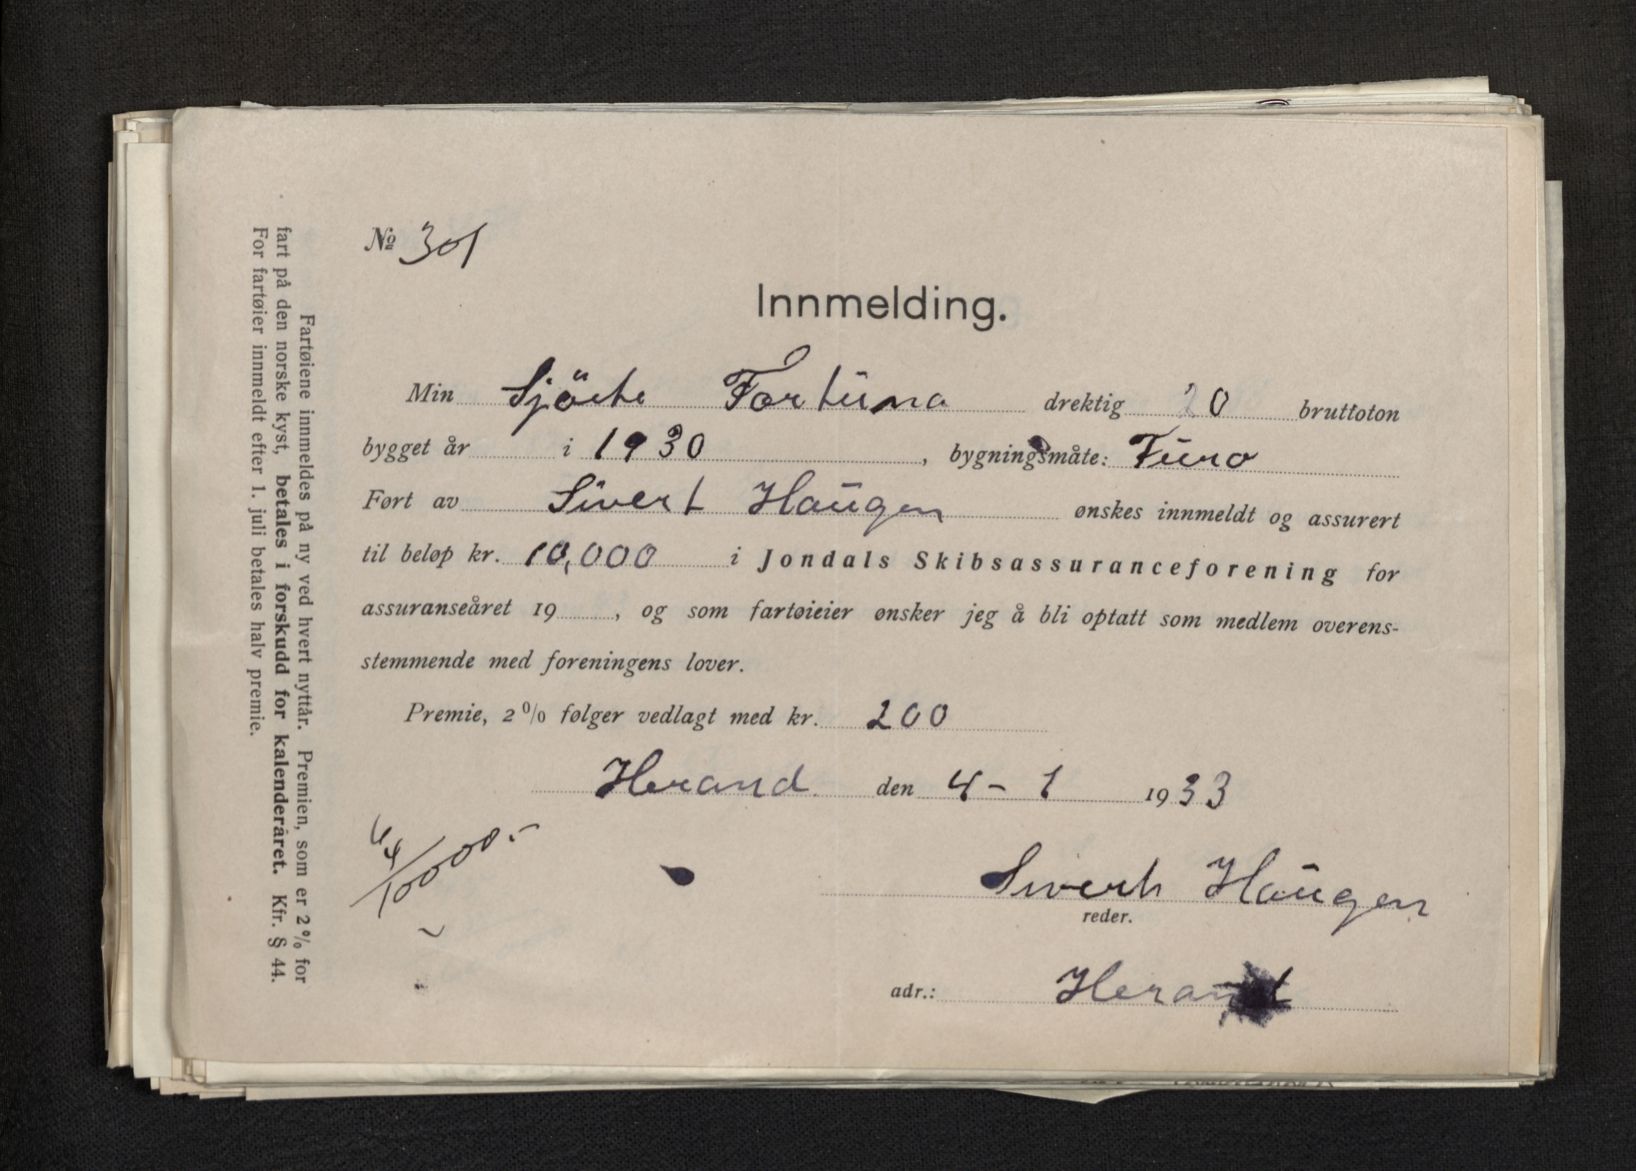 № 301
Innmelding.
Min Sjöite Fortuna drektig 20 bruttoton
bygget år i 1930, bygningsmåte: Furo
Ført av Sivert Haugen ønskes innmeldt og assurert
til beløp kr. 10,000 i Jondals Skibsassuranceforening for
assuranseåret 19 , og som fartøieier ønsker jeg å bli optatt som medlem overens-
stemmende med foreningens lover.
Premie, 2 % følger vedlagt med kr. 200
Herand den 4-1 1933
Sivert Haugen
reder.
adr.: Herand
10000.-
Fartøiene innmeldes på ny ved hvert nyttår. Premien, som er 2 % for
fart på den norske kyst, betales i forskudd for kalenderåret. Kfr. § 44.
For fartøier innmeldt efter 1. juli betales halv premie.